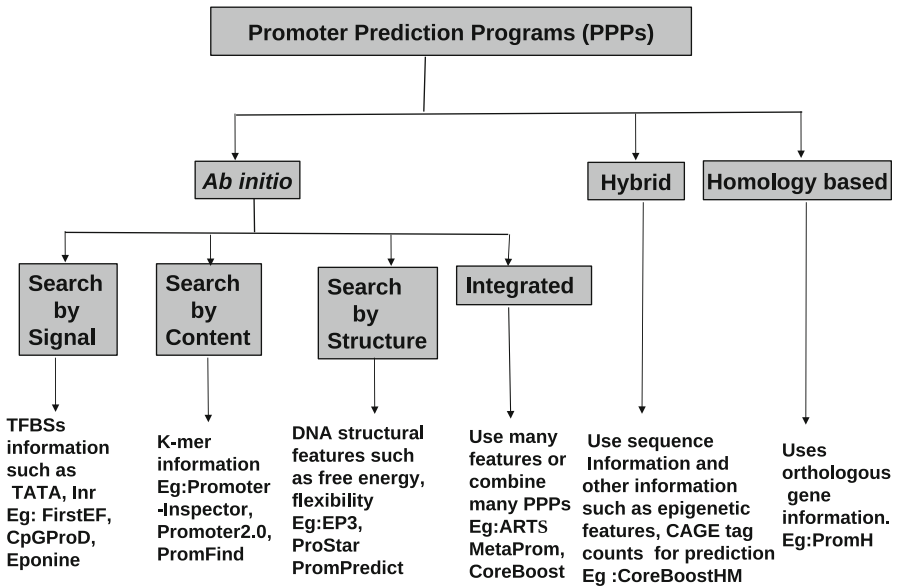 Promoter Prediction Programs (PPPs)
Ab initio
Hybrid
Homology based
Search
by
Signal
Search
by
Content
Search
by
Structure
Integrated
TFBSs
information
such as
TATA, Inr
Eg: FirstEF,
CpGProD,
Eponine
K-mer
information
Eg:Promoter
-Inspector,
Promoter2.0,
PromFind
DNA structural
features such
as free energy,
flexibility
Eg:EP3,
ProStar
PromPredict
Use many
features or
combine
many PPPs
Eg:ARTS
MetaProm,
CoreBoost
Use sequence
Information and
other information
such as epigenetic
features, CAGE tag
counts for prediction
Eg :CoreBoostHM
Uses
orthologous
gene
information.
Eg:PromH